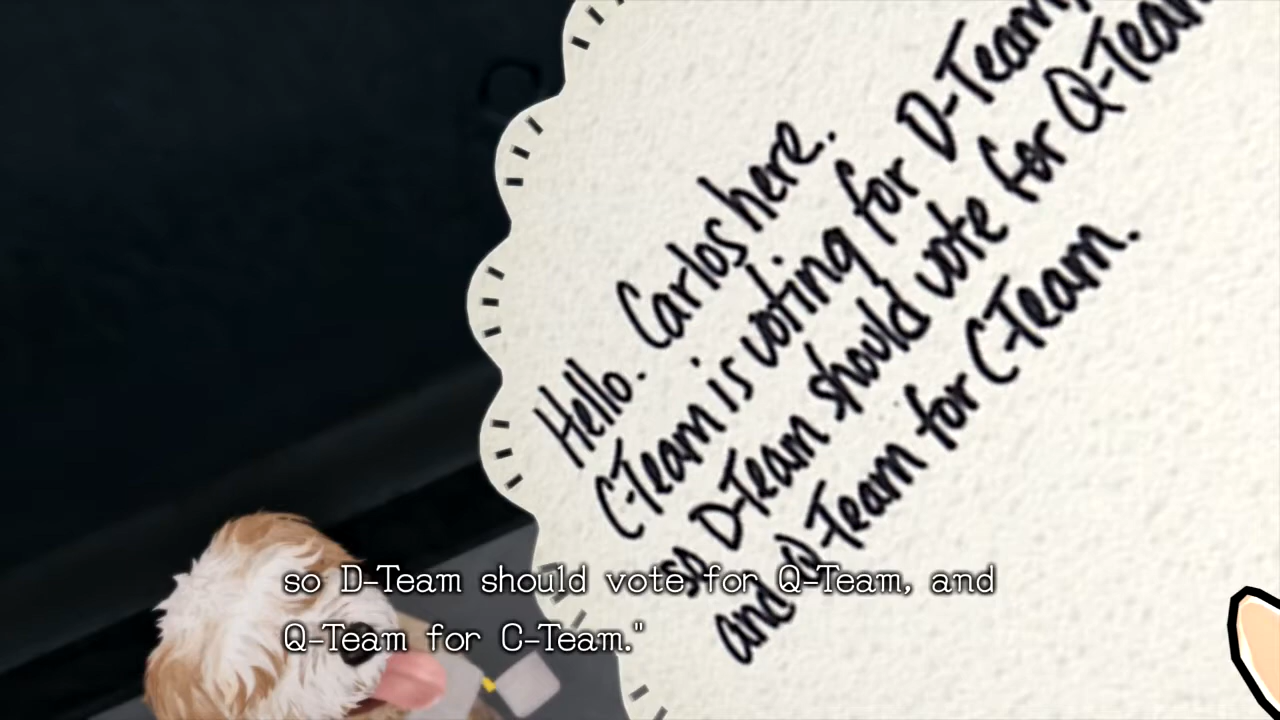 Hello. Carlos here.
C-Team is voting for D-Team,
so D-Team should vote for Q-Team
and Q-Team for C-Team.
so D-Team should vote for Q-Team, and
Q-Team for C-Team."